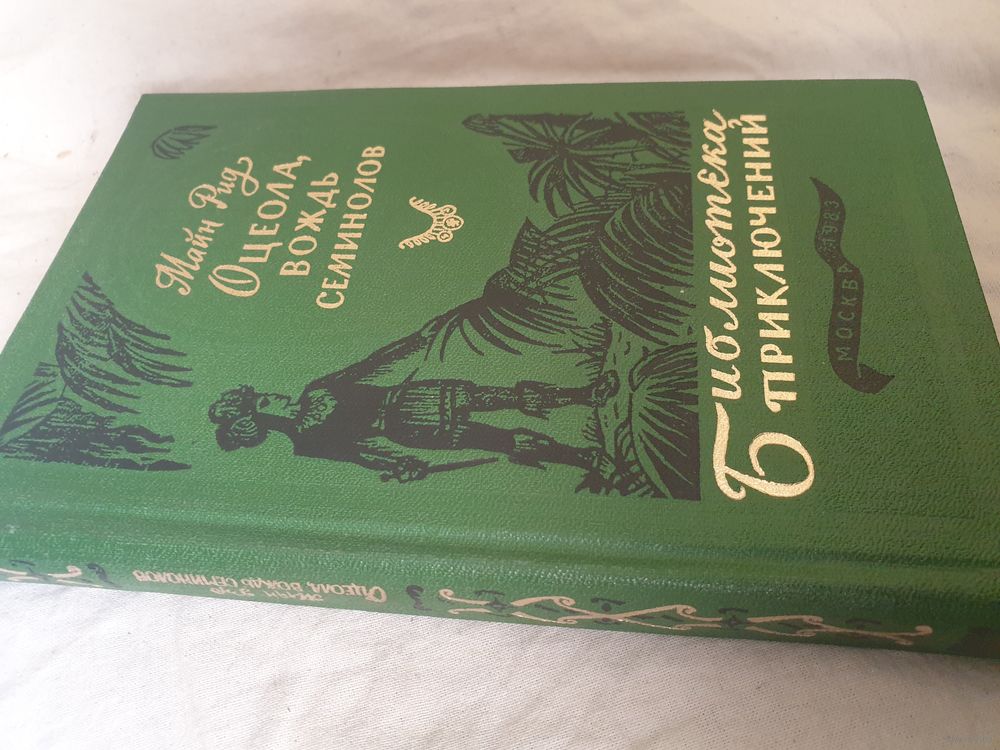 Майн Рид
Оцеола,
вождь
семинолов
Библиотека
приключений
Москва 1983
Майн Рид
Оцеола, вождь семинолов